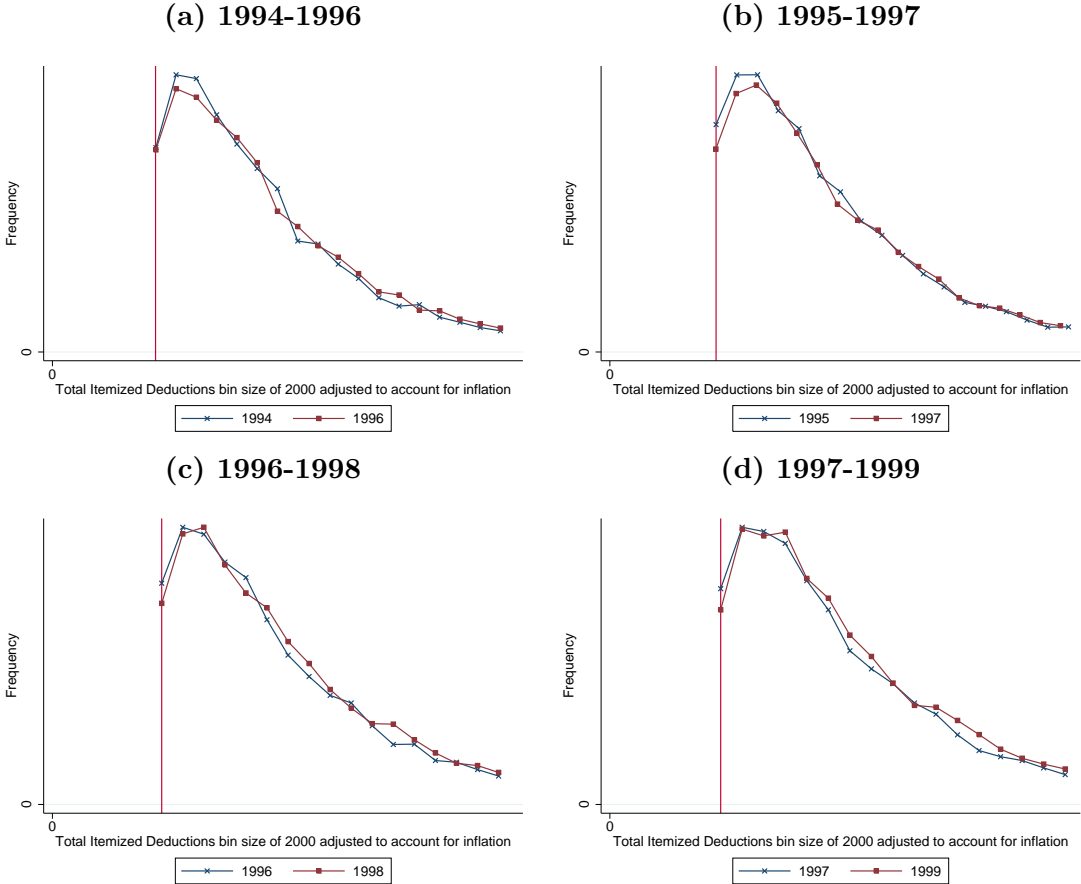 (a) 1994-1996
Frequency
0
0
Total Itemized Deductions bin size of 2000 adjusted to account for inflation
1994 1996
(b) 1995-1997
Frequency
0
0
Total Itemized Deductions bin size of 2000 adjusted to account for inflation
1995 1997
(c) 1996-1998
Frequency
0
0
Total Itemized Deductions bin size of 2000 adjusted to account for inflation
1996 1998
(d) 1997-1999
Frequency
0
0
Total Itemized Deductions bin size of 2000 adjusted to account for inflation
1997 1999